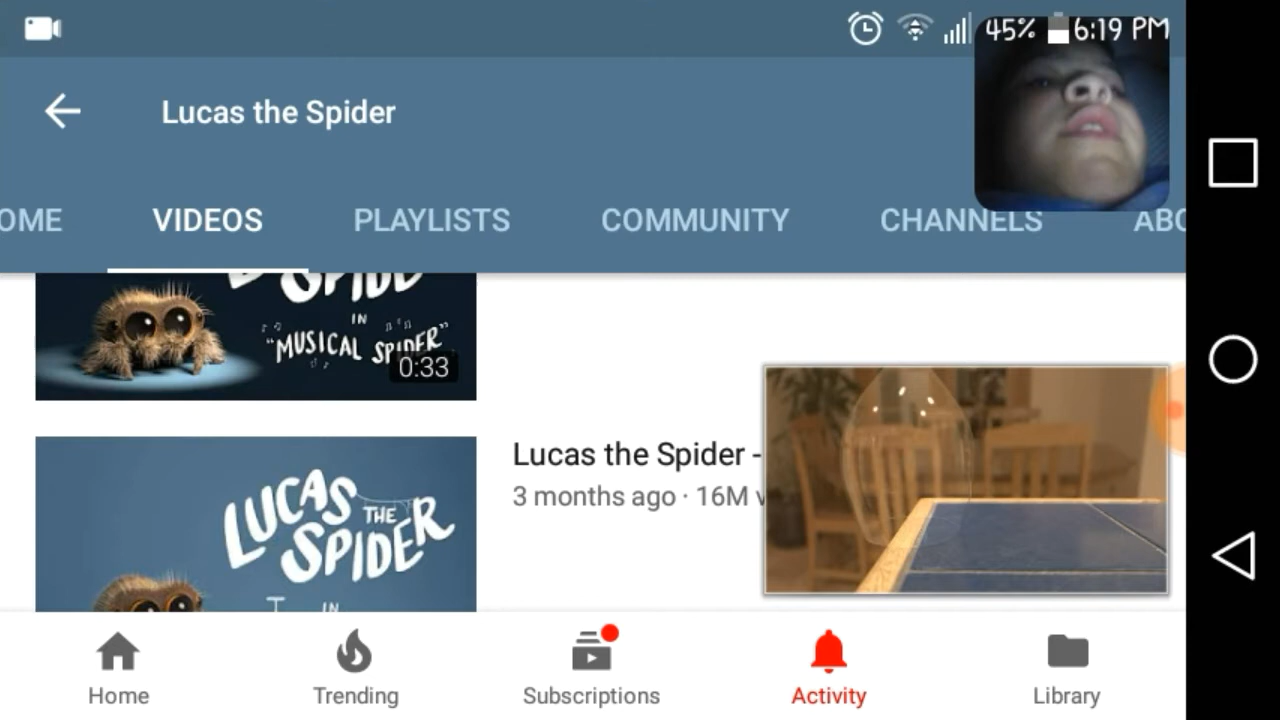 45% 6:19 PM
Lucas the Spider
OME VIDEOS PLAYLISTS COMMUNITY CHANNELS ABO
IN
"MUSICAL SPIDER"
0:33
Lucas the Spider -
3 months ago · 16M v
LUCAS
THE
SPIDER
IN
Home Trending Subscriptions Activity Library